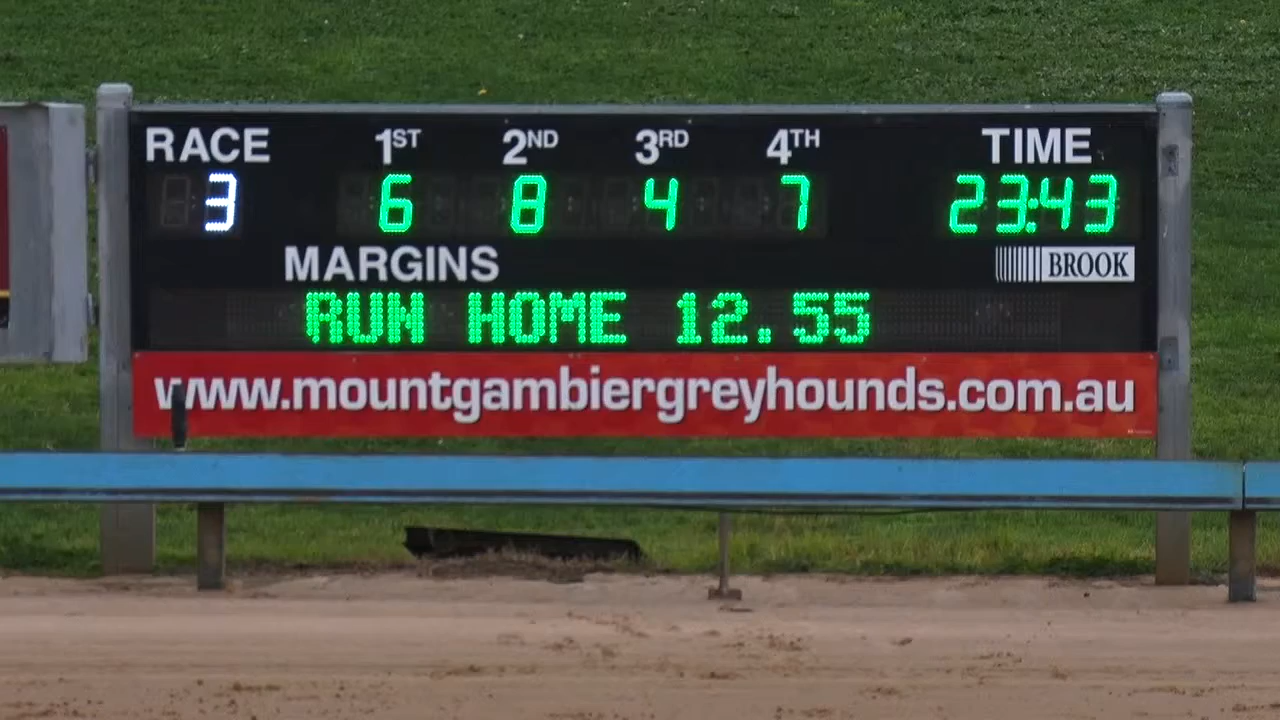 RACE 1ST 2ND 3RD 4TH TIME
3 6 8 4 7 23:43
MARGINS BROOK
RUN HOME 12.55
www.mountgambiergreyhounds.com.au